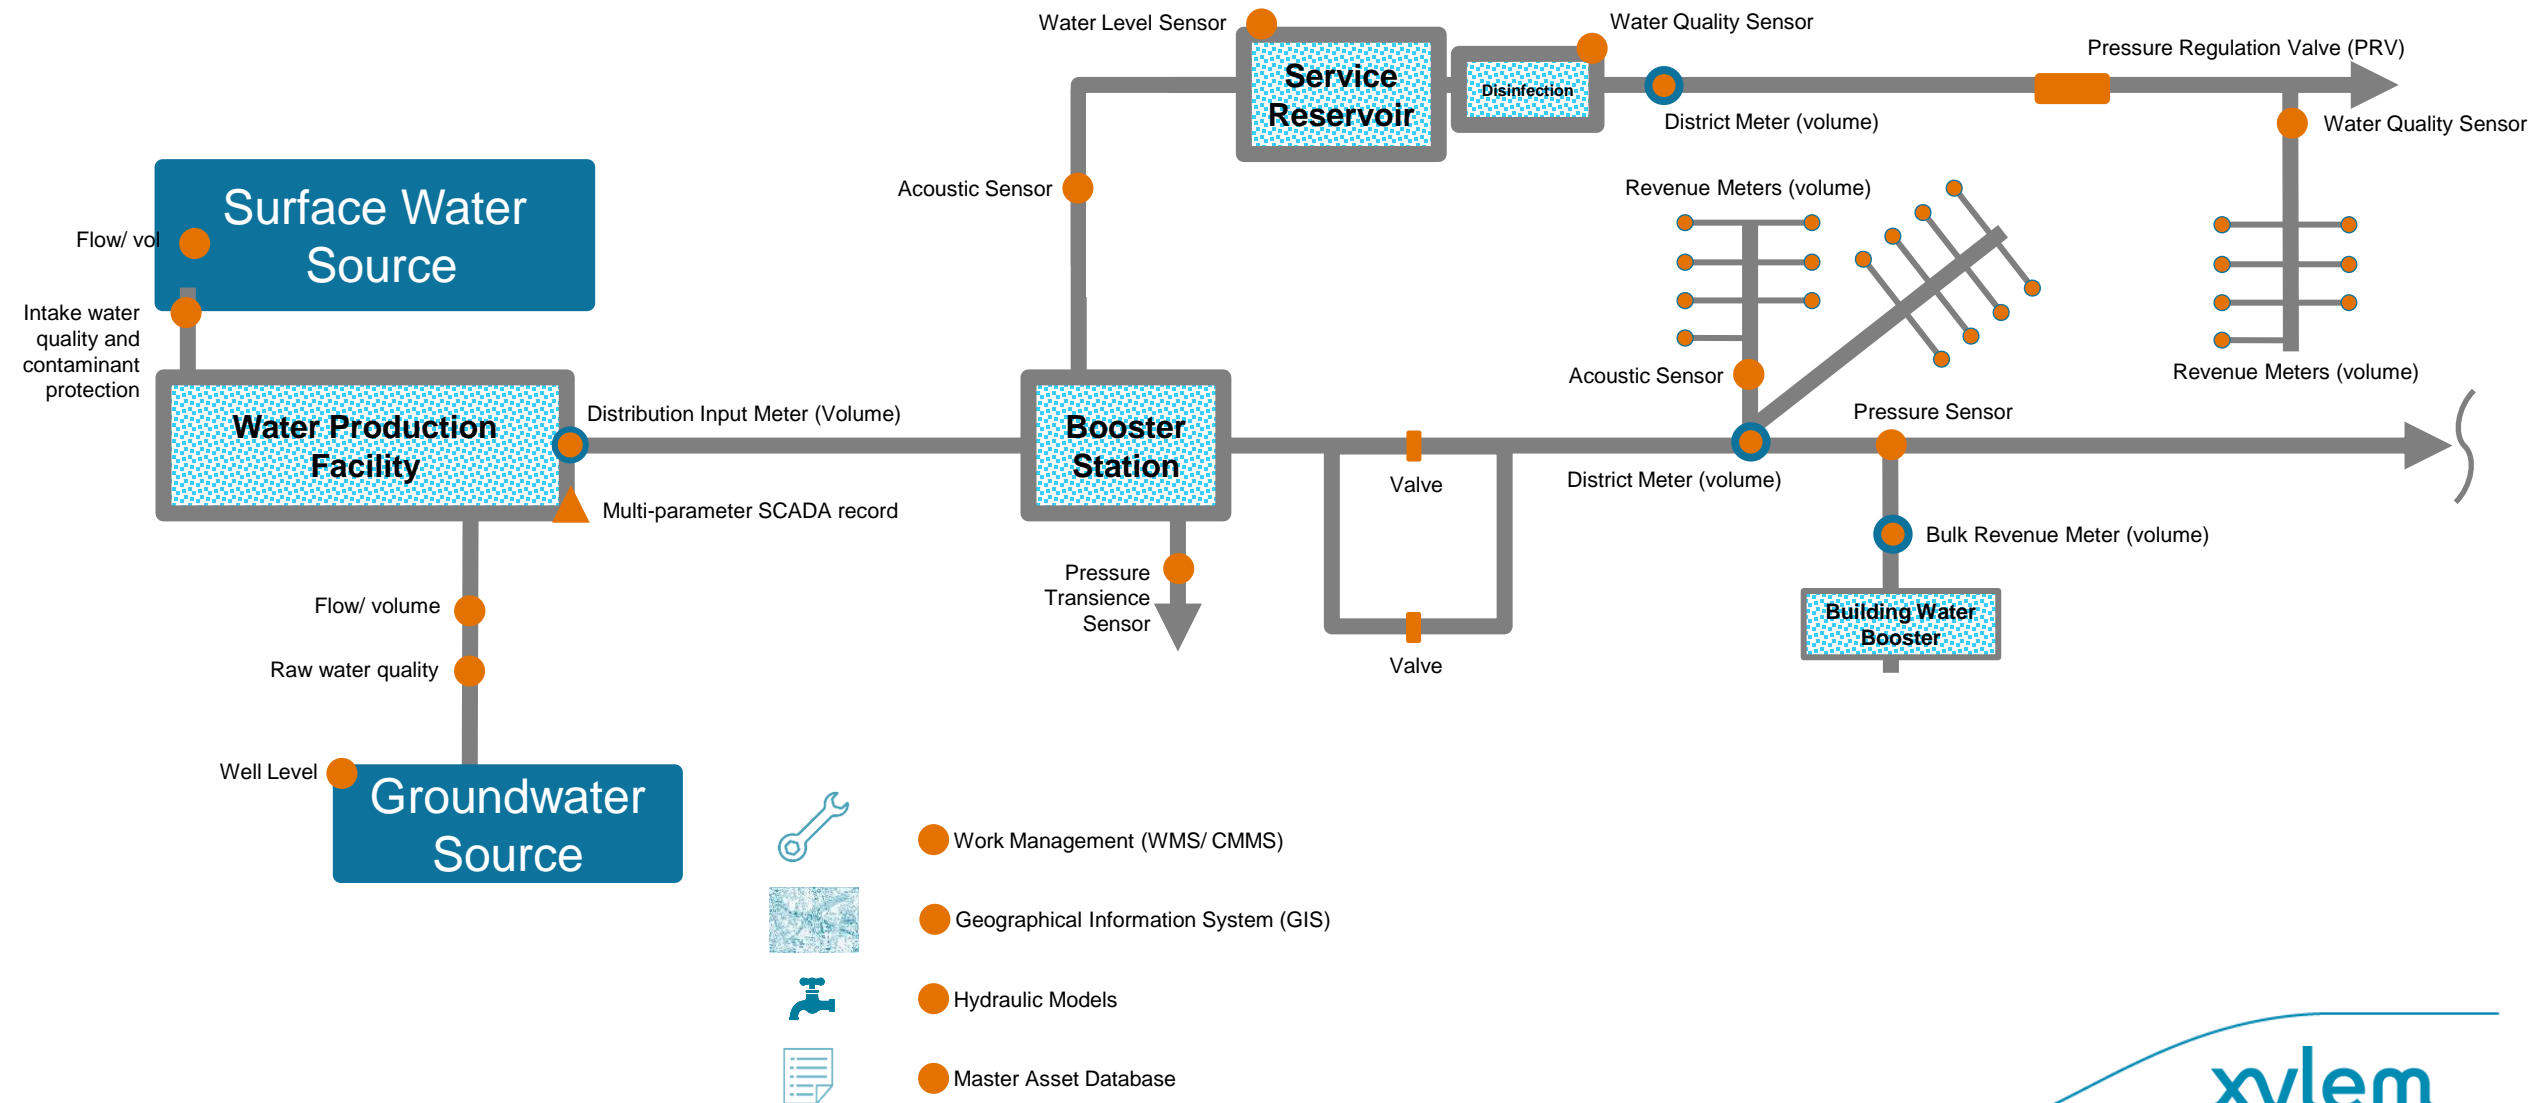 Water Level Sensor
Water Quality Sensor
Pressure Regulation Valve (PRV)
Service
Reservoir
Disinfection
District Meter (volume)
Water Quality Sensor
Surface Water
Source
Acoustic Sensor
Revenue Meters (volume)
Flow/ vol
Intake water
quality and
contaminant
protection
Revenue Meters (volume)
Acoustic Sensor
Pressure Sensor
Water Production
Facility
Distribution Input Meter (Volume)
Booster
Station
Valve
District Meter (volume)
Multi-parameter SCADA record
Bulk Revenue Meter (volume)
Pressure
Transience
Sensor
Flow/ volume
Building Water
Booster
Raw water quality
Valve
Well Level
Groundwater
Source
Work Management (WMS/ CMMS)
Geographical Information System (GIS)
Hydraulic Models
Master Asset Database
xylem